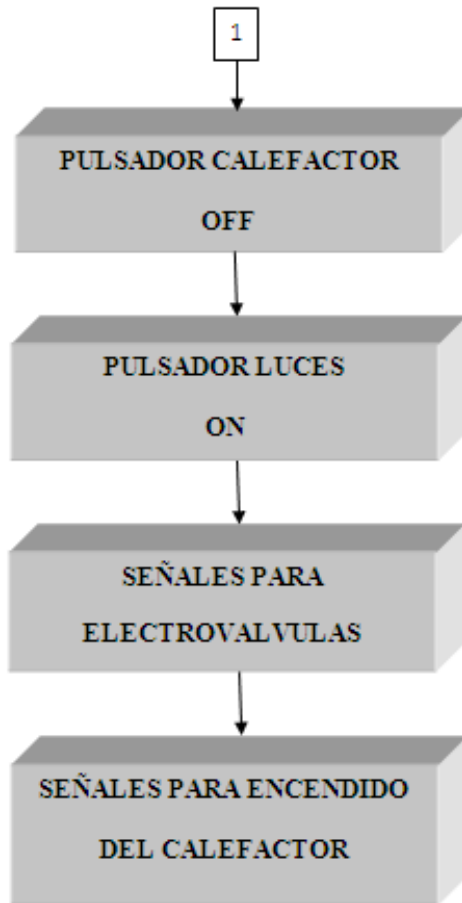 1
PULSADOR CALEFACTOR
OFF
PULSADOR LUCES
ON
SEÑALES PARA
ELECTROVALVULAS
SEÑALES PARA ENCENDIDO
DEL CALEFACTOR